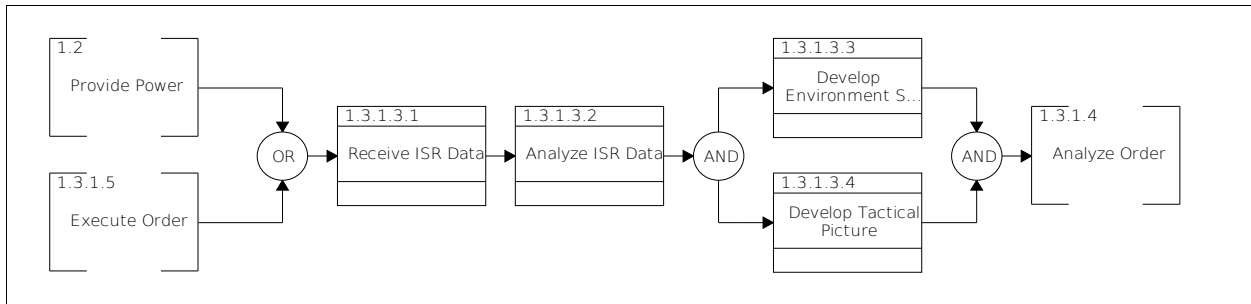 1.2
Provide Power
1.3.1.5
Execute Order
OR
1.3.1.3.1
Receive ISR Data
1.3.1.3.2
Analyze ISR Data
AND
1.3.1.3.3
Develop
Environment S...
1.3.1.3.4
Develop Tactical
Picture
AND
1.3.1.4
Analyze Order